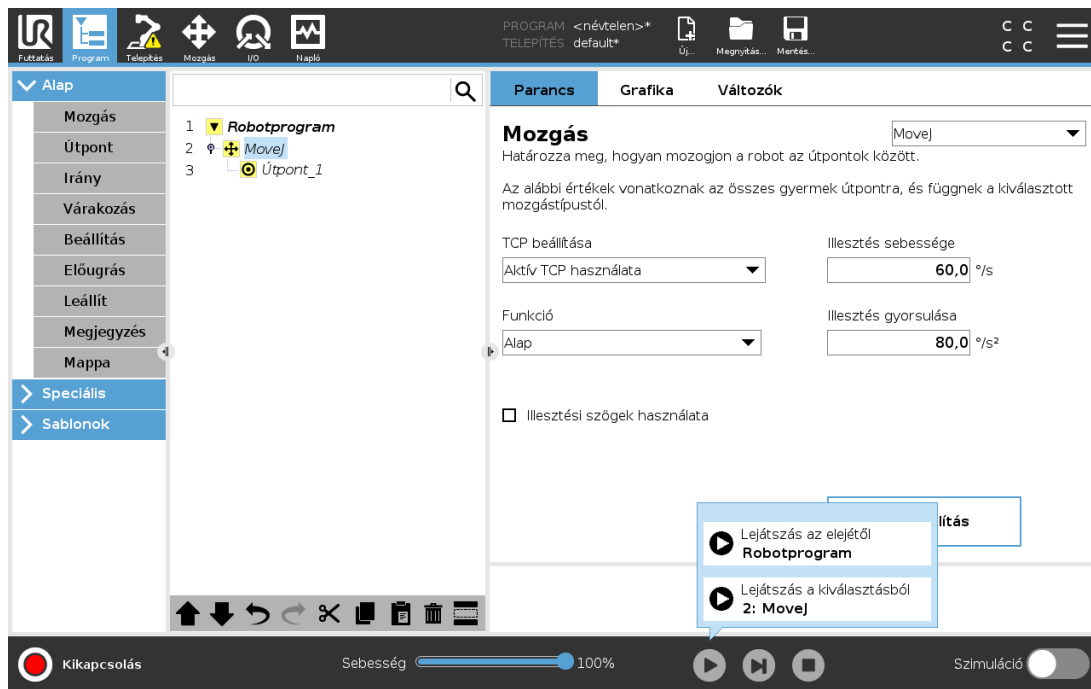 UR
Futtatás
Program
Telepítés
Mozgás
I/O
Napló
PROGRAM <névtelen>*
TELEPÍTÉS default*
Új...
Megnyitás...
Mentés...
C C
C C
Alap
Mozgás
Útpont
Irány
Várakozás
Beállítás
Előugrás
Leállít
Megjegyzés
Mappa
Speciális
Sablonok
1 Robotprogram
2 MoveJ
3 Útpont_1
Parancs Grafika Változók
Mozgás
MoveJ
Határozza meg, hogyan mozogjon a robot az útpontok között.
Az alábbi értékek vonatkoznak az összes gyermek útpontra, és függnek a kiválasztott
mozgástípustól.
TCP beállítása
Illesztés sebessége
Aktív TCP használata
60,0 °/s
Funkció
Illesztés gyorsulása
Alap
80,0 °/s²
Illesztési szögek használata
lítás
Lejátszás az elejétől
Robotprogram
Lejátszás a kiválasztásból
2: MoveJ
Kikapcsolás
Sebesség
100%
Szimuláció